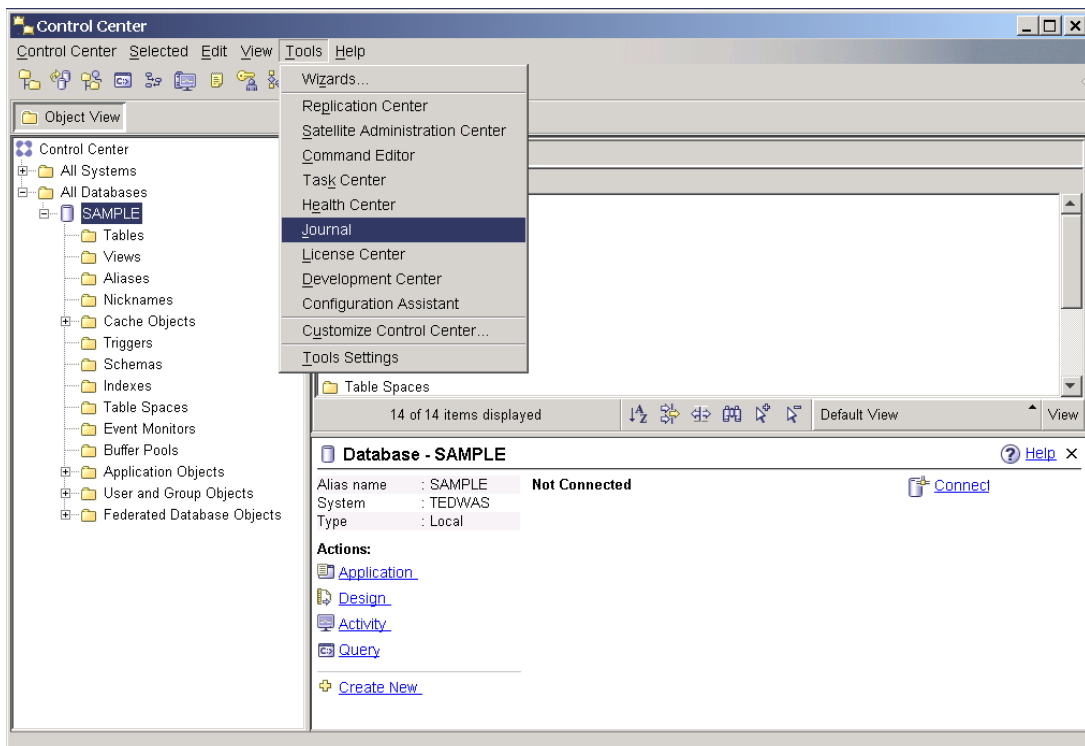 Control Center
Control Center Selected Edit View Tools Help
Wizards...
Replication Center
Satellite Administration Center
Command Editor
Task Center
Health Center
Journal
License Center
Development Center
Configuration Assistant
Customize Control Center...
Tools Settings
Object View
Control Center
All Systems
All Databases
SAMPLE
Tables
Views
Aliases
Nicknames
Cache Objects
Triggers
Schemas
Indexes
Table Spaces
Event Monitors
Buffer Pools
Application Objects
User and Group Objects
Federated Database Objects
Table Spaces
14 of 14 items displayed Default View View
Database - SAMPLE Help
Alias name : SAMPLE Not Connected Connect
System : TEDWAS
Type : Local
Actions:
Application
Design
Activity
Query
Create New